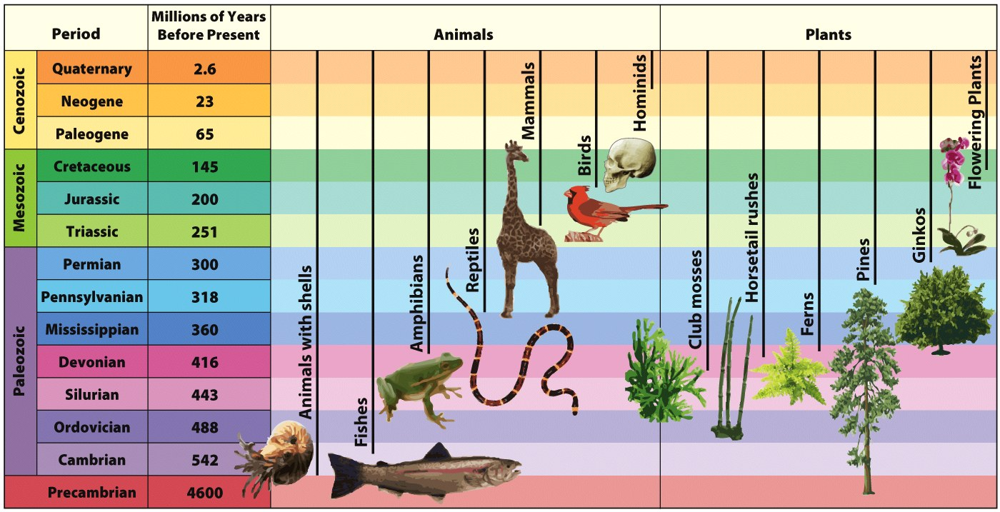 Period
Millions of Years
Before Present
Animals
Plants
Cenozoic
Quaternary 2.6
Neogene 23
Paleogene 65
Mesozoic
Cretaceous 145
Jurassic 200
Triassic 251
Paleozoic
Permian 300
Pennsylvanian 318
Mississippian 360
Devonian 416
Silurian 443
Ordovician 488
Cambrian 542
Precambrian 4600
Animals with shells
Fishes
Amphibians
Reptiles
Mammals
Birds
Hominids
Club mosses
Horsetail rushes
Ferns
Pines
Ginkos
Flowering Plants